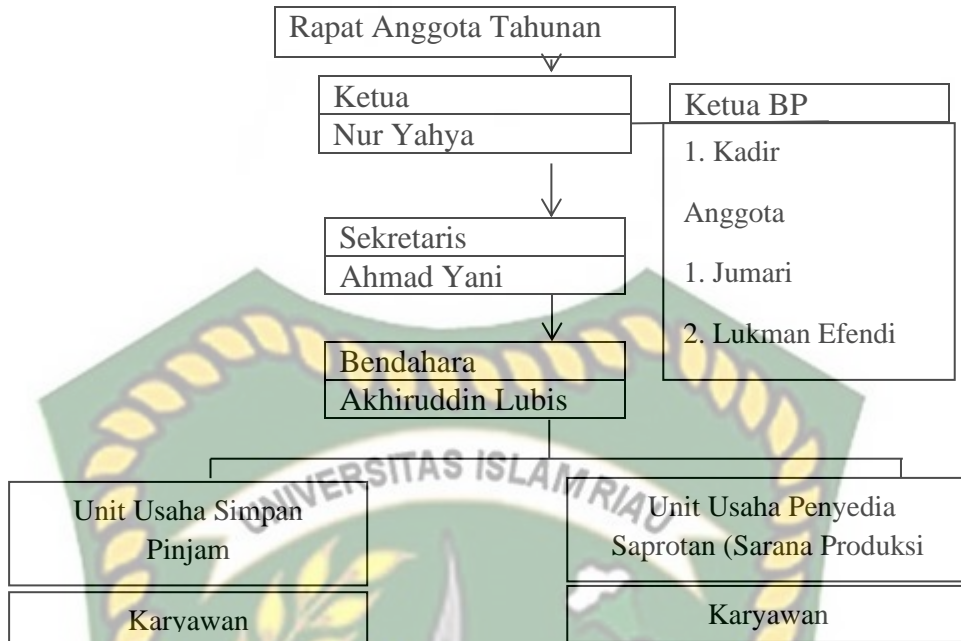 Rapat Anggota Tahunan
Ketua
Nur Yahya
Ketua BP
1. Kadir
Anggota
1. Jumari
2. Lukman Efendi
Sekretaris
Ahmad Yani
Bendahara
Akhiruddin Lubis
UNIVERSITAS ISLAM RIAU
Unit Usaha Simpan
Pinjam
Unit Usaha Penyedia
Saprotan (Sarana Produksi
Karyawan
Karyawan